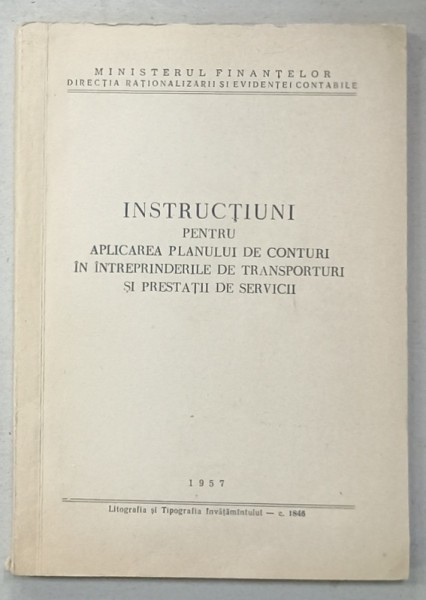 MINISTERUL FINANȚELOR
DIRECȚIA RAȚIONALIZĂRII ȘI EVIDENȚEI CONTABILE
INSTRUCȚIUNI
PENTRU
APLICAREA PLANULUI DE CONTURI
ÎN ÎNTREPRINDERILE DE TRANSPORTURI
ȘI PRESTAȚII DE SERVICII
1957
Litografia și Tipografia Învățămîntului — c. 1846